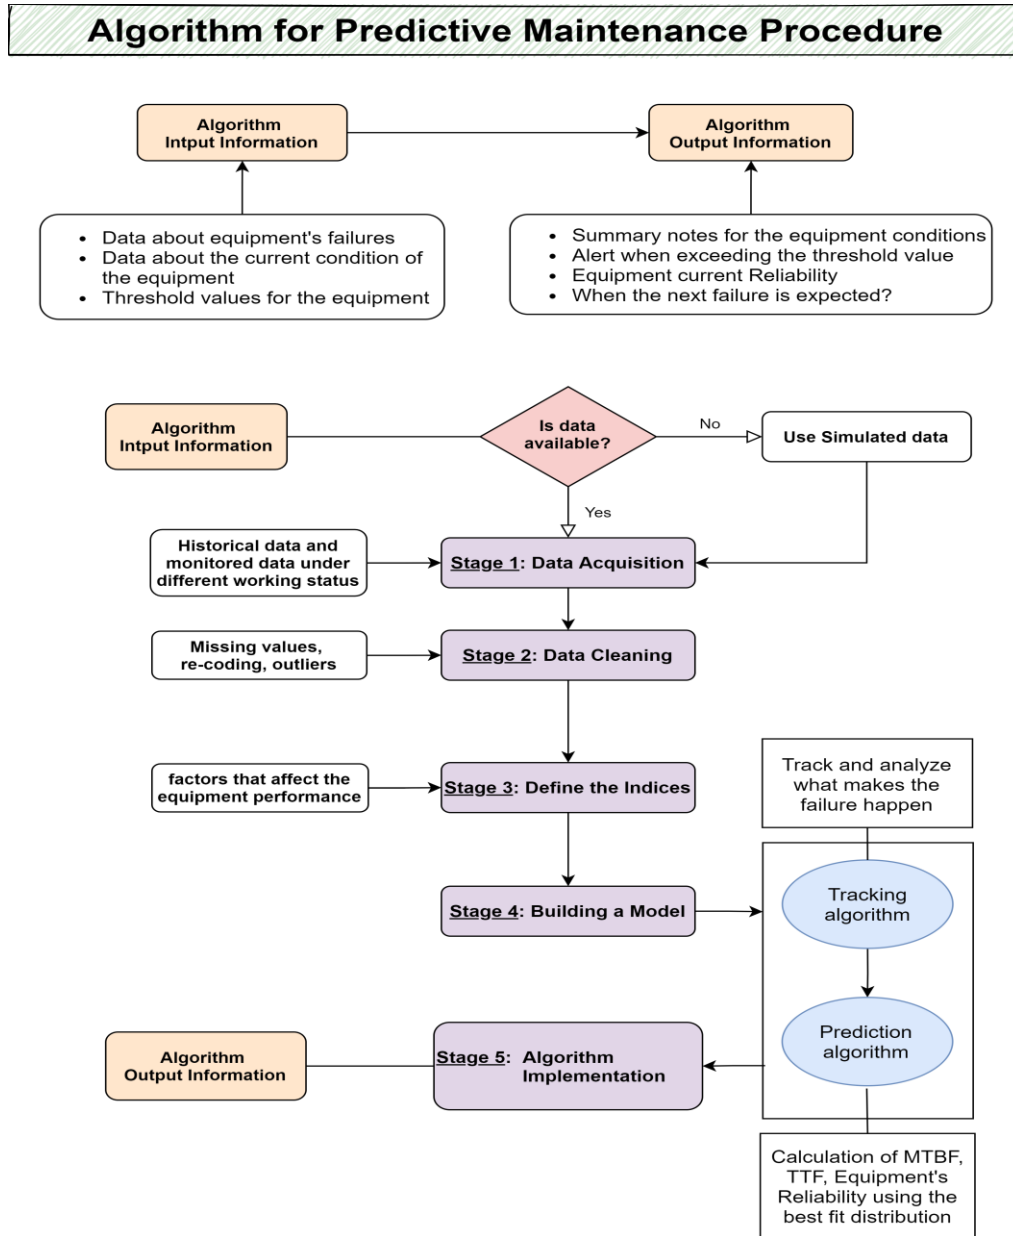 Algorithm for Predictive Maintenance Procedure
Algorithm
Intput Information
Algorithm
Output Information
• Data about equipment's failures
• Data about the current condition of
the equipment
• Threshold values for the equipment
• Summary notes for the equipment conditions
• Alert when exceeding the threshold value
• Equipment current Reliability
• When the next failure is expected?
Algorithm
Intput Information
Is data
available?
No
Use Simulated data
Yes
Historical data and
monitored data under
different working status
Stage 1: Data Acquisition
Missing values,
re-coding, outliers
Stage 2: Data Cleaning
factors that affect the
equipment performance
Stage 3: Define the Indices
Track and analyze
what makes the
failure happen
Stage 4: Building a Model
Tracking
algorithm
Prediction
algorithm
Algorithm
Output Information
Stage 5: Algorithm
Implementation
Calculation of MTBF,
TTF, Equipment's
Reliability using the
best fit distribution